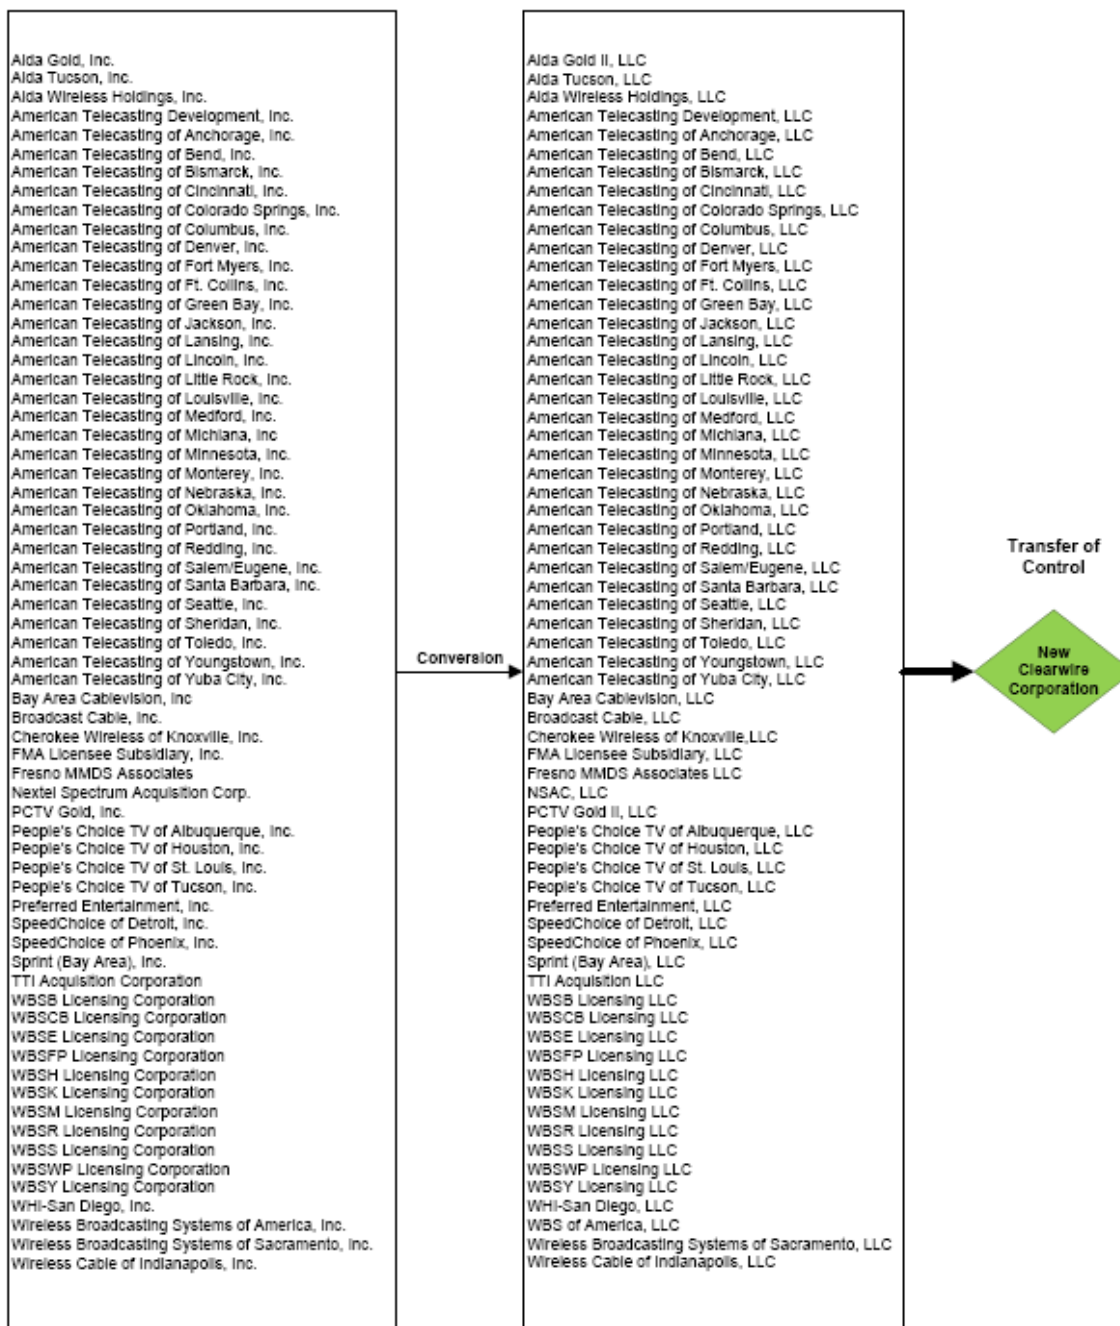 Alda Gold, Inc.
Alda Tucson, Inc.
Alda Wireless Holdings, Inc.
American Telecasting Development, Inc.
American Telecasting of Anchorage, Inc.
American Telecasting of Bend, Inc.
American Telecasting of Bismarck, Inc.
American Telecasting of Cincinnati, Inc.
American Telecasting of Colorado Springs, Inc.
American Telecasting of Columbus, Inc.
American Telecasting of Denver, Inc.
American Telecasting of Fort Myers, Inc.
American Telecasting of Ft. Collins, Inc.
American Telecasting of Green Bay, Inc.
American Telecasting of Jackson, Inc.
American Telecasting of Lansing, Inc.
American Telecasting of Lincoln, Inc.
American Telecasting of Little Rock, Inc.
American Telecasting of Louisville, Inc.
American Telecasting of Medford, Inc.
American Telecasting of Michiana, Inc
American Telecasting of Minnesota, Inc.
American Telecasting of Monterey, Inc.
American Telecasting of Nebraska, Inc.
American Telecasting of Oklahoma, Inc.
American Telecasting of Portland, Inc.
American Telecasting of Redding, Inc.
American Telecasting of Salem/Eugene, Inc.
American Telecasting of Santa Barbara, Inc.
American Telecasting of Seattle, Inc.
American Telecasting of Sheridan, Inc.
American Telecasting of Toledo, Inc.
American Telecasting of Youngstown, Inc.
American Telecasting of Yuba City, Inc.
Bay Area Cablevision, Inc
Broadcast Cable, Inc.
Cherokee Wireless of Knoxville, Inc.
FMA Licensee Subsidiary, Inc.
Fresno MMDS Associates
Nextel Spectrum Acquisition Corp.
PCTV Gold, Inc.
People's Choice TV of Albuquerque, Inc.
People's Choice TV of Houston, Inc.
People's Choice TV of St. Louis, Inc.
People's Choice TV of Tucson, Inc.
Preferred Entertainment, Inc.
SpeedChoice of Detroit, Inc.
SpeedChoice of Phoenix, Inc.
Sprint (Bay Area), Inc.
TTI Acquisition Corporation
WBSB Licensing Corporation
WBSCB Licensing Corporation
WBSE Licensing Corporation
WBSFP Licensing Corporation
WBSH Licensing Corporation
WBSK Licensing Corporation
WBSM Licensing Corporation
WBSR Licensing Corporation
WBSS Licensing Corporation
WBSWP Licensing Corporation
WBSY Licensing Corporation
WHI-San Diego, Inc.
Wireless Broadcasting Systems of America, Inc.
Wireless Broadcasting Systems of Sacramento, Inc.
Wireless Cable of Indianapolis, Inc.
Conversion
Alda Gold II, LLC
Alda Tucson, LLC
Alda Wireless Holdings, LLC
American Telecasting Development, LLC
American Telecasting of Anchorage, LLC
American Telecasting of Bend, LLC
American Telecasting of Bismarck, LLC
American Telecasting of Cincinnati, LLC
American Telecasting of Colorado Springs, LLC
American Telecasting of Columbus, LLC
American Telecasting of Denver, LLC
American Telecasting of Fort Myers, LLC
American Telecasting of Ft. Collins, LLC
American Telecasting of Green Bay, LLC
American Telecasting of Jackson, LLC
American Telecasting of Lansing, LLC
American Telecasting of Lincoln, LLC
American Telecasting of Little Rock, LLC
American Telecasting of Louisville, LLC
American Telecasting of Medford, LLC
American Telecasting of Michiana, LLC
American Telecasting of Minnesota, LLC
American Telecasting of Monterey, LLC
American Telecasting of Nebraska, LLC
American Telecasting of Oklahoma, LLC
American Telecasting of Portland, LLC
American Telecasting of Redding, LLC
American Telecasting of Salem/Eugene, LLC
American Telecasting of Santa Barbara, LLC
American Telecasting of Seattle, LLC
American Telecasting of Sheridan, LLC
American Telecasting of Toledo, LLC
American Telecasting of Youngstown, LLC
American Telecasting of Yuba City, LLC
Bay Area Cablevision, LLC
Broadcast Cable, LLC
Cherokee Wireless of Knoxville,LLC
FMA Licensee Subsidiary, LLC
Fresno MMDS Associates LLC
NSAC, LLC
PCTV Gold II, LLC
People's Choice TV of Albuquerque, LLC
People's Choice TV of Houston, LLC
People's Choice TV of St. Louis, LLC
People's Choice TV of Tucson, LLC
Preferred Entertainment, LLC
SpeedChoice of Detroit, LLC
SpeedChoice of Phoenix, LLC
Sprint (Bay Area), LLC
TTI Acquisition LLC
WBSB Licensing LLC
WBSCB Licensing LLC
WBSE Licensing LLC
WBSFP Licensing LLC
WBSH Licensing LLC
WBSK Licensing LLC
WBSM Licensing LLC
WBSR Licensing LLC
WBSS Licensing LLC
WBSWP Licensing LLC
WBSY Licensing LLC
WHI-San Diego, LLC
WBS of America, LLC
Wireless Broadcasting Systems of Sacramento, LLC
Wireless Cable of Indianapolis, LLC
Transfer of
Control
New
Clearwire
Corporation